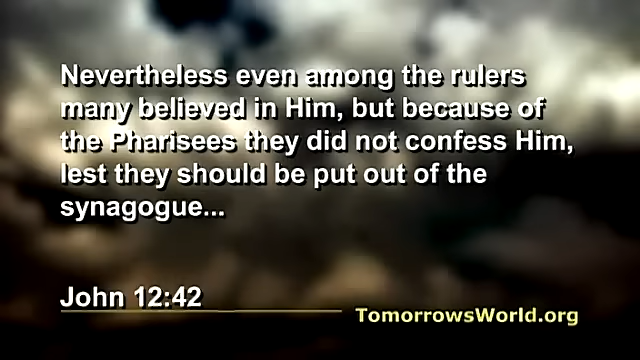 Nevertheless even among the rulers
many believed in Him, but because of
the Pharisees they did not confess Him,
lest they should be put out of the
synagogue...
John 12:42
TomorrowsWorld.org